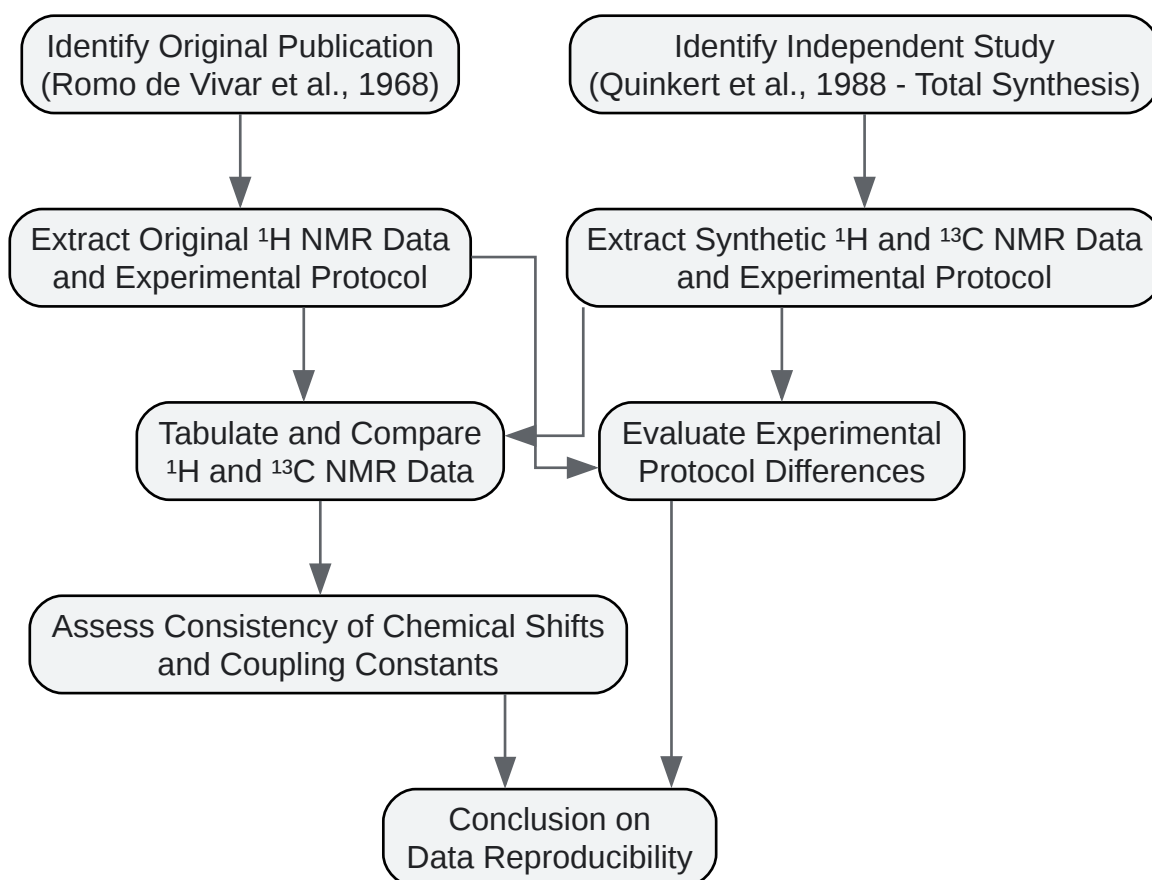 Identify Original Publication
(Romo de Vivar et al., 1968)
Identify Independent Study
(Quinkert et al., 1988 - Total Synthesis)
Extract Original ¹H NMR Data
and Experimental Protocol
Extract Synthetic ¹H and ¹³C NMR Data
and Experimental Protocol
Tabulate and Compare
¹H and ¹³C NMR Data
Evaluate Experimental
Protocol Differences
Assess Consistency of Chemical Shifts
and Coupling Constants
Conclusion on
Data Reproducibility